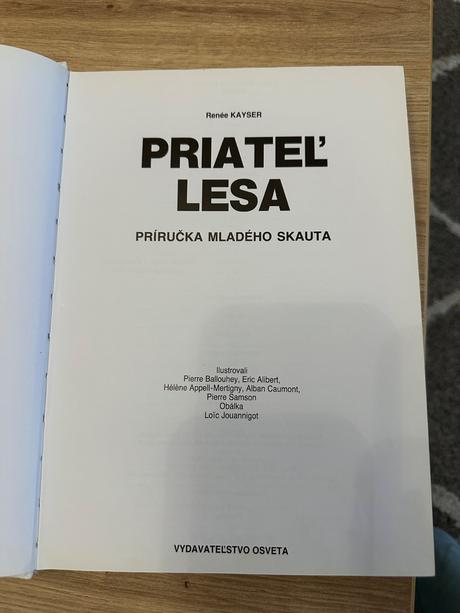 Renée KAYSER
PRIATEĽ
LESA
PRÍRUČKA MLADÉHO SKAUTA
Ilustrovali
Pierre Ballouhey, Eric Alibert,
Hélène Appell-Mertigny, Alban Caumont,
Pierre Samson
Obálka
Loïc Jouannigot
VYDAVATEĽSTVO OSVETA